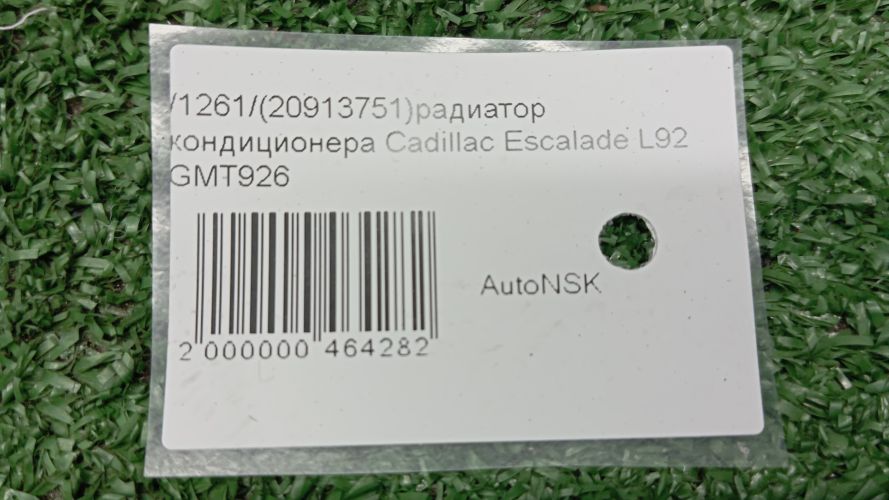 /1261/(20913751)радиатор
кондиционера Cadillac Escalade L92
GMT926
AutoNSK
2 000000 464282